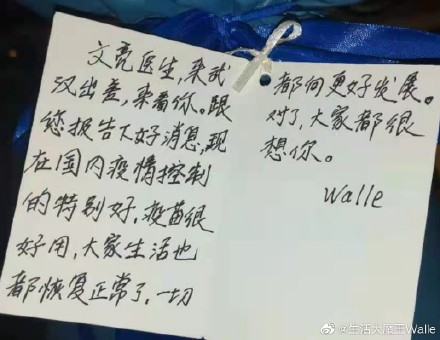 文亮医生，来武
汉出差，来看你。跟
您报告大好消息，现
在国内疫情控制
的特别好，疫苗很
好用，大家生活也
都恢复正常了，一切
都向更好发展。
对了，大家都很
想你。
Walle
@生活大魔王Walle